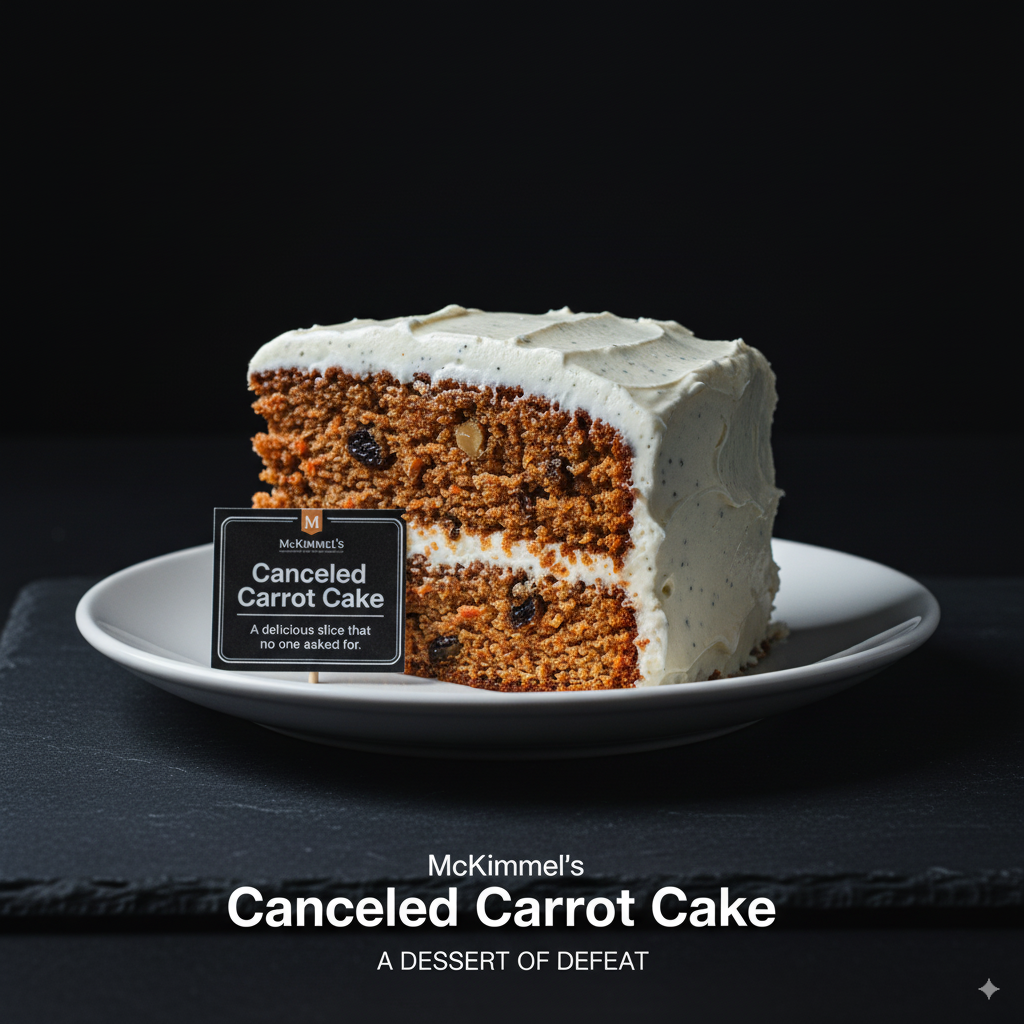 M
McKimmel's
Canceled
Carrot Cake
A delicious slice that
no one asked for.
McKimmel's
Canceled Carrot Cake
A DESSERT OF DEFEAT